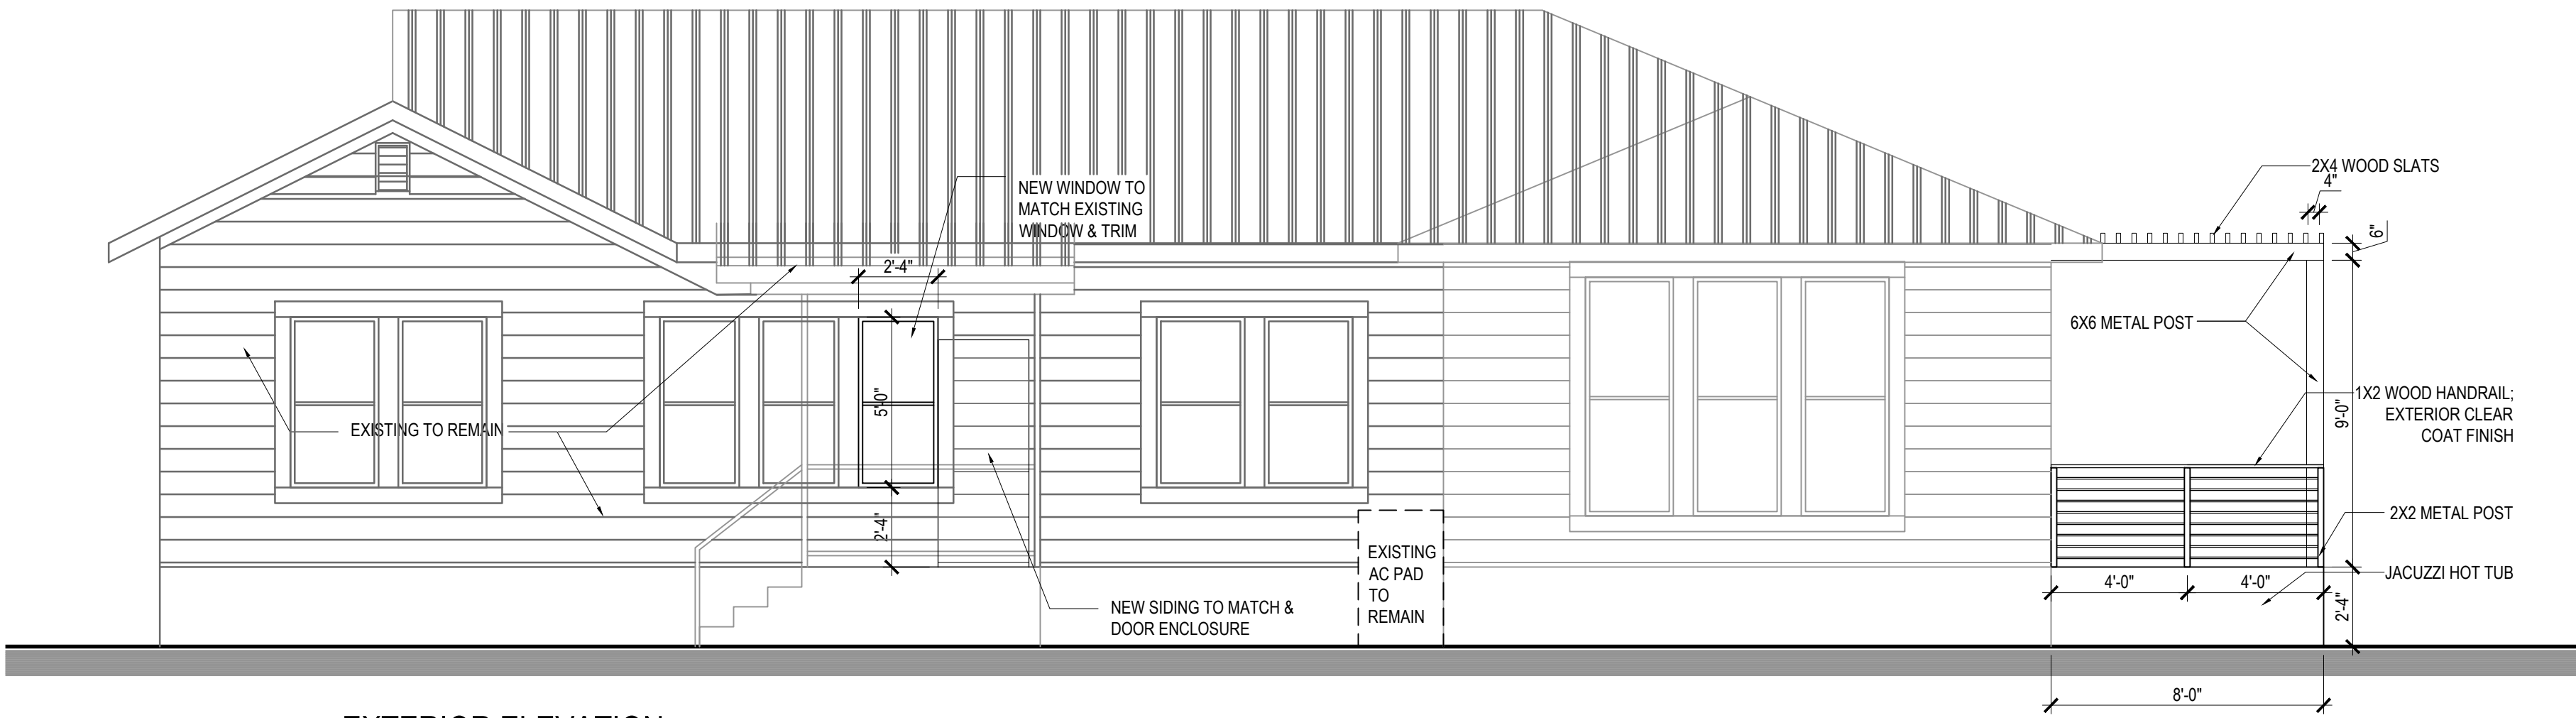 2X4 WOOD SLATS
4"
NEW WINDOW TO
MATCH EXISTING
WINDOW & TRIM
6"
2'-4"
6X6 METAL POST
1X2 WOOD HANDRAIL;
EXTERIOR CLEAR
COAT FINISH
9'-0"
5'-0"
EXISTING TO REMAIN
2X2 METAL POST
2'-4"
EXISTING
AC PAD
TO
REMAIN
JACUZZI HOT TUB
4'-0"
4'-0"
2'-4"
NEW SIDING TO MATCH &
DOOR ENCLOSURE
8'-0"
EXTERIOR ELEVATION